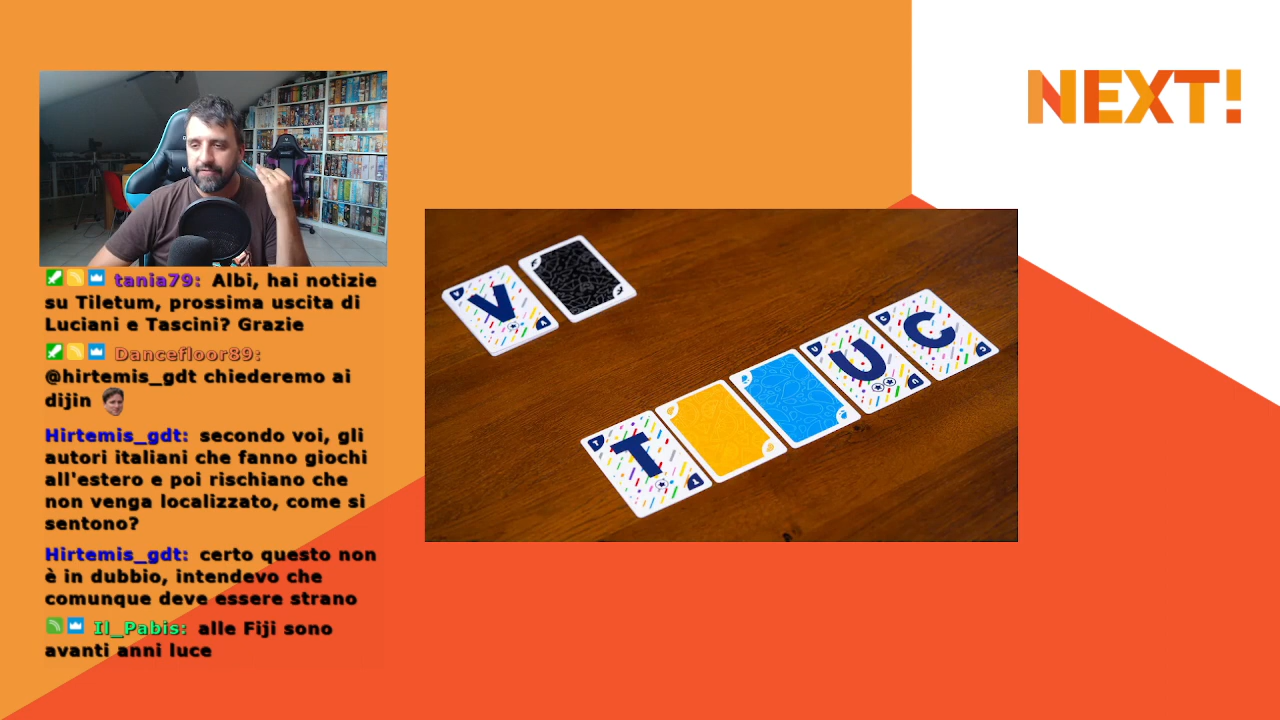 NEXT!
tania79: Albi, hai notizie
su Tiletum, prossima uscita di
Luciani e Tascini? Grazie
Dancefloor89:
@hirtemis_gdt chiederemo ai
dijin
Hirtemis_gdt: secondo voi, gli
autori italiani che fanno giochi
all'estero e poi rischiano che
non venga localizzato, come si
sentono?
Hirtemis_gdt: certo questo non
è in dubbio, intendevo che
comunque deve essere strano
Il_Pabis: alle Fiji sono
avanti anni luce
V
T U C